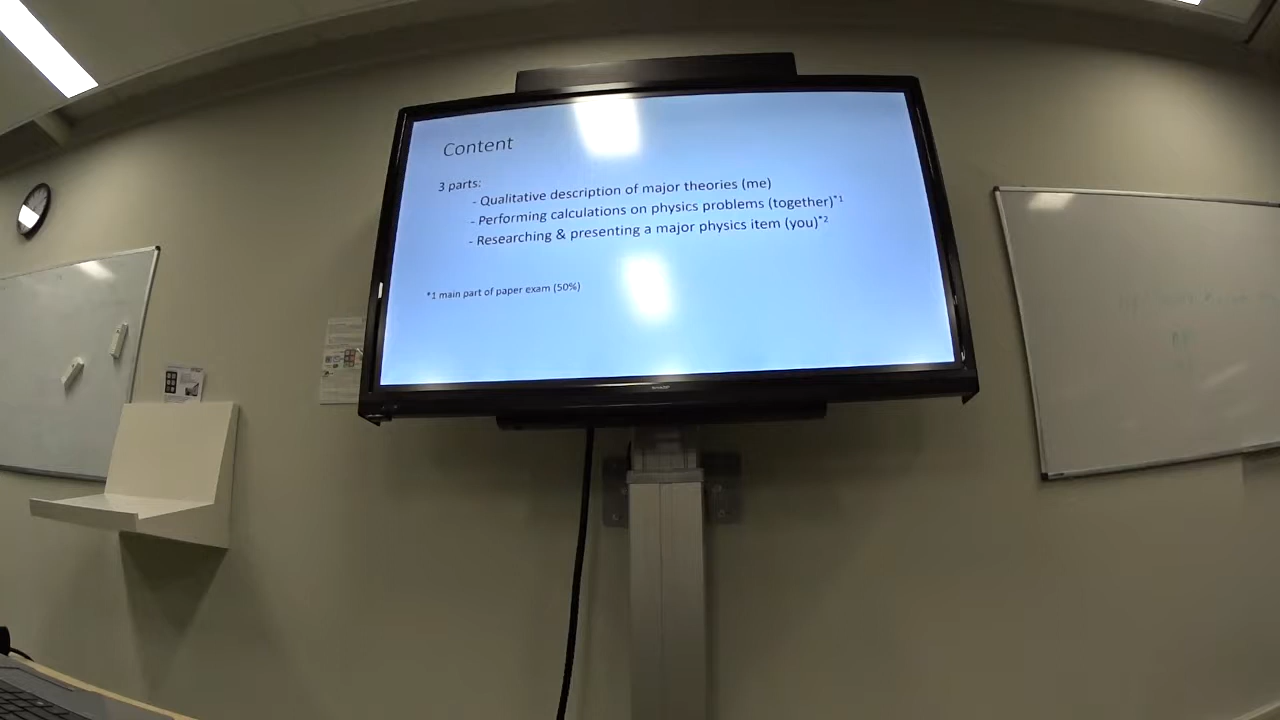 Content
3 parts:
- Qualitative description of major theories (me)
- Performing calculations on physics problems (together)*1
- Researching & presenting a major physics item (you)*2
*1 main part of paper exam (50%)
SHARP